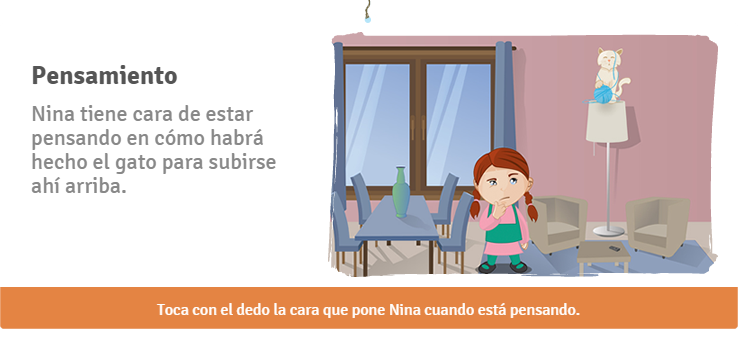 Pensamiento
Nina tiene cara de estar
pensando en cómo habrá
hecho el gato para subirse
ahí arriba.
Toca con el dedo la cara que pone Nina cuando está pensando.